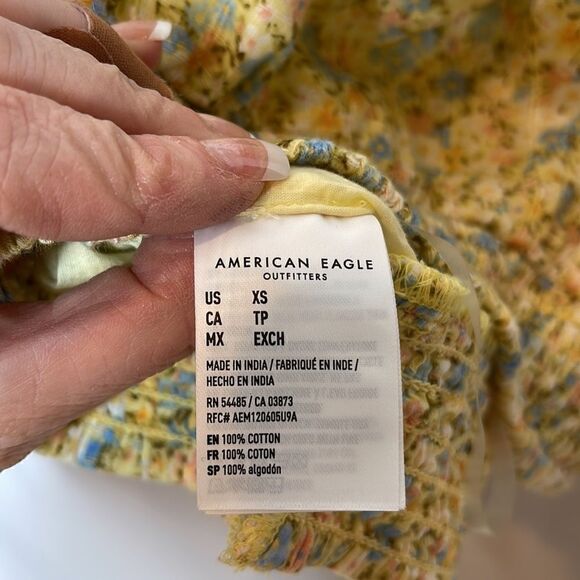 AMERICAN EAGLE
OUTFITTERS
US XS
CA TP
MX EXCH
MADE IN INDIA / FABRIQUÉ EN INDE /
HECHO EN INDIA
RN 54485 / CA 03873
RFC# AEM120605U9A
EN 100% COTTON
FR 100% COTON
SP 100% algodón